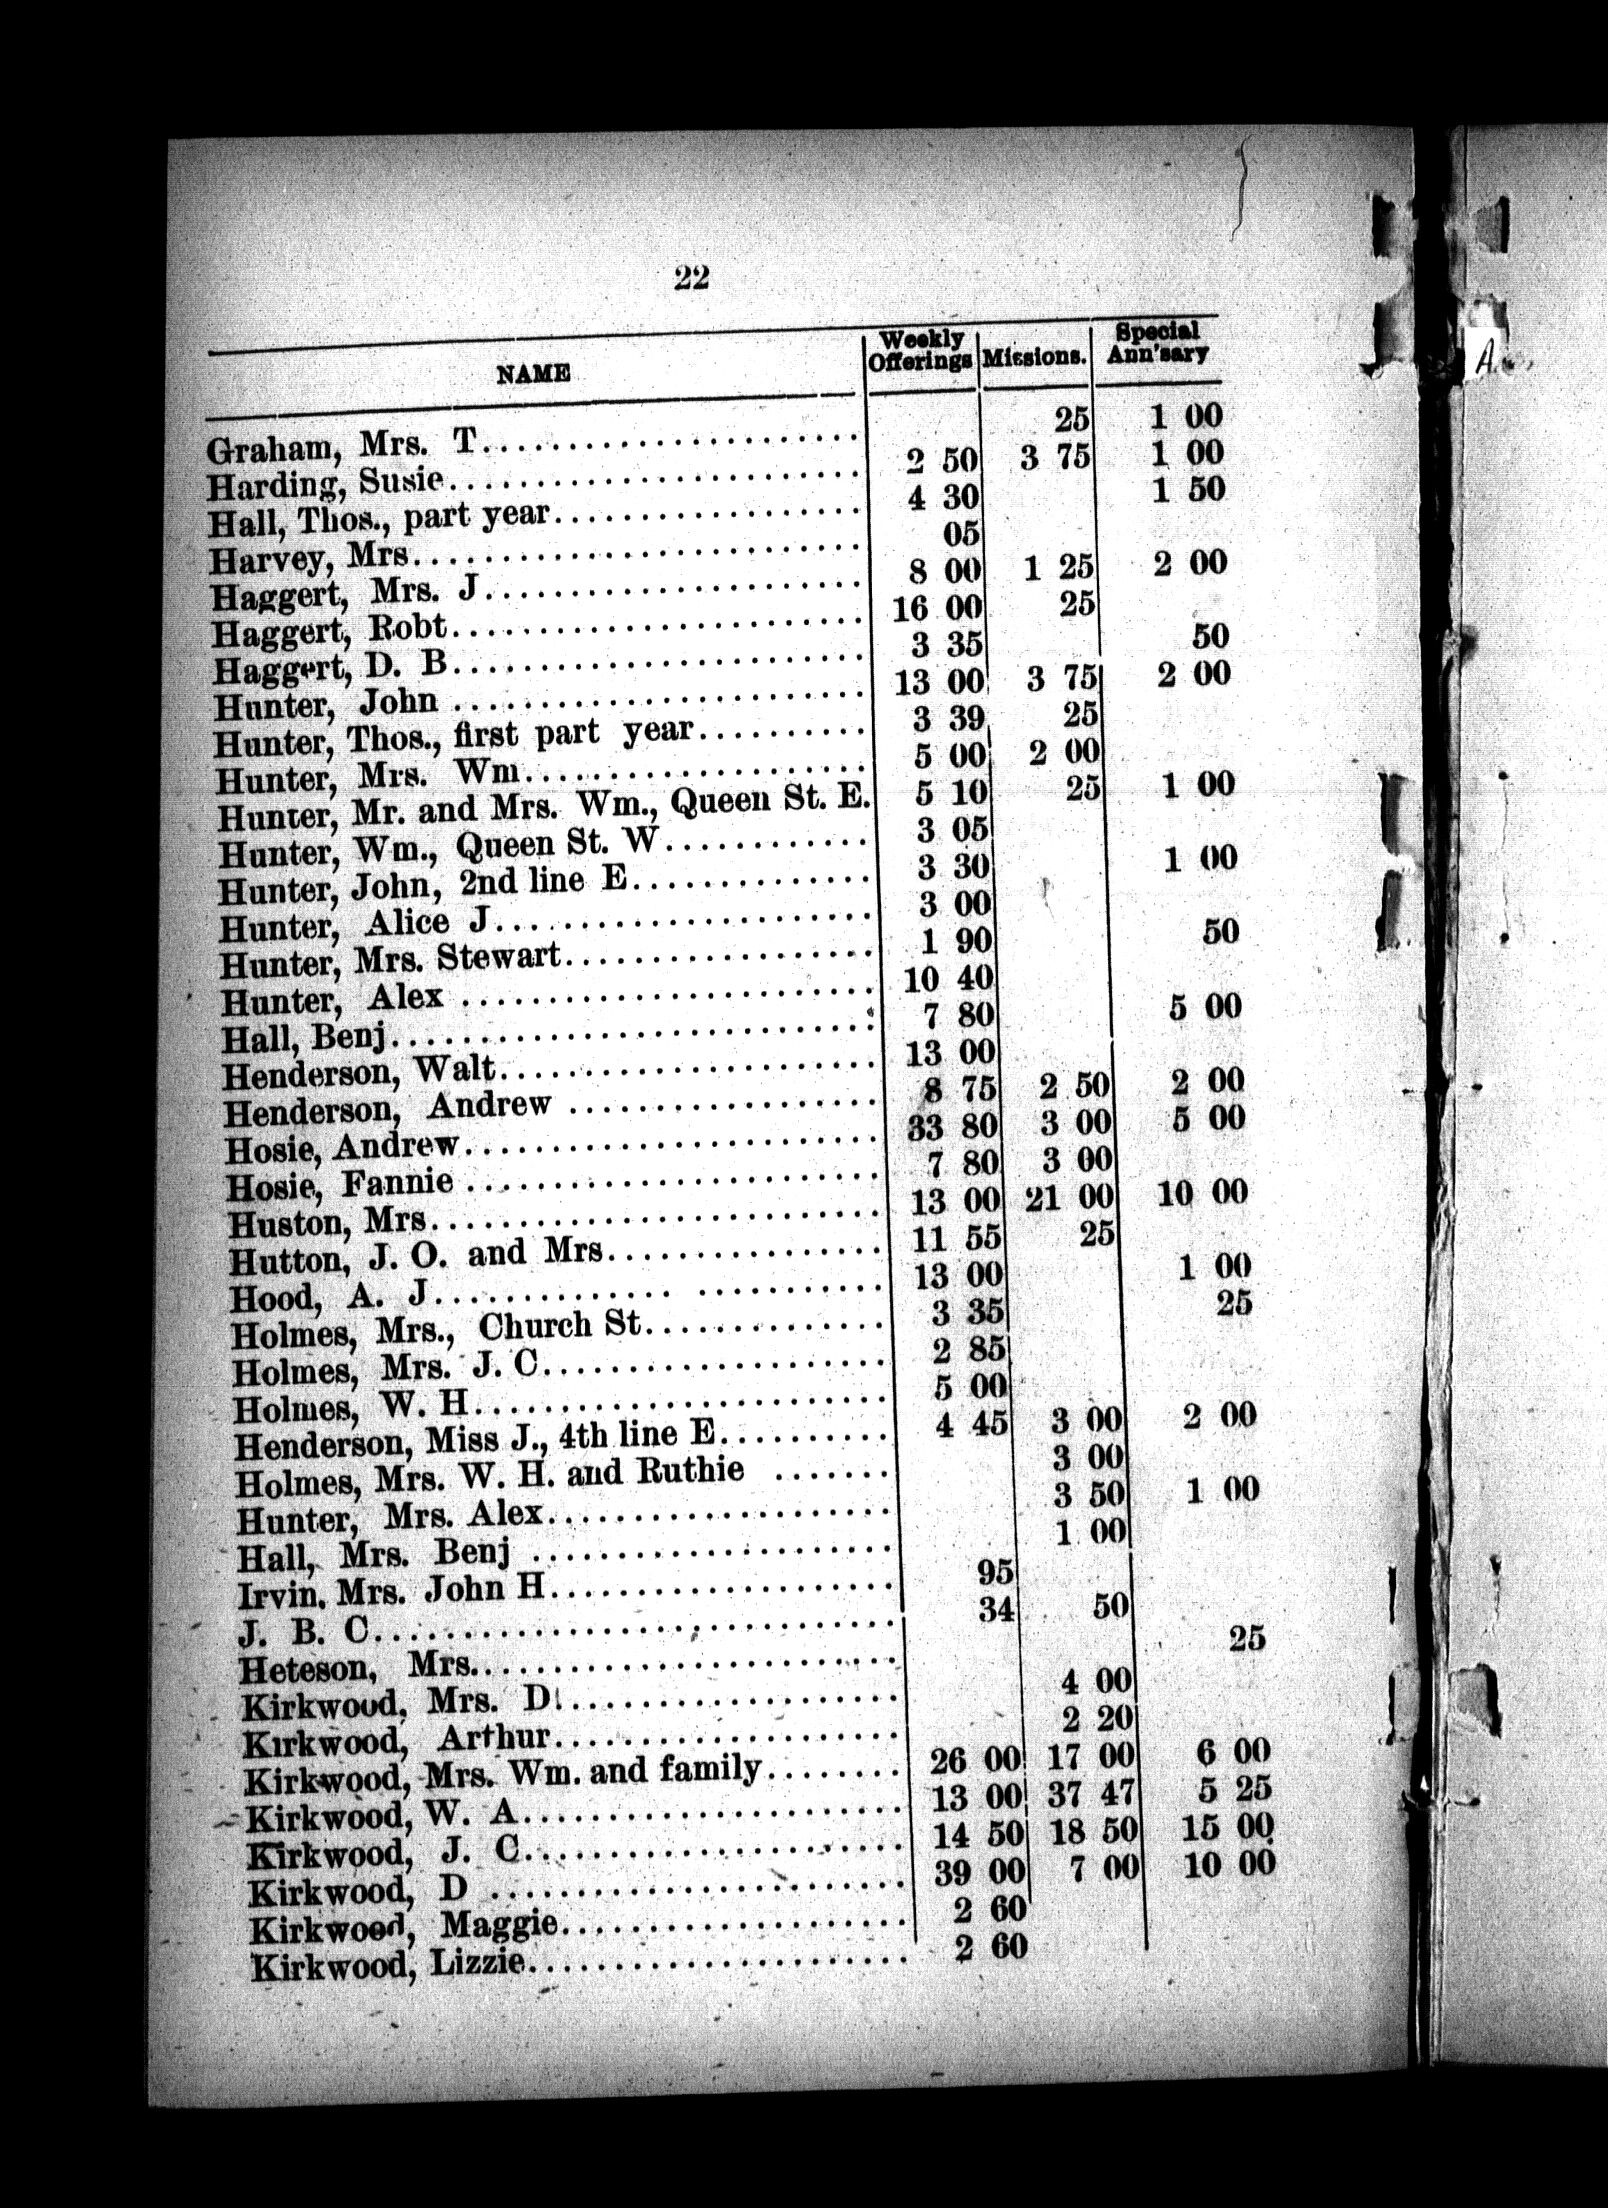 22
NAME Weekly Offerings Missions. Special Ann'sary
Graham, Mrs. T 25 1 00
Harding, Susie 2 50 3 75 1 00
Hall, Thos., part year 4 30 1 50
Harvey, Mrs 05
Haggert, Mrs. J 8 00 1 25 2 00
Haggert, Robt 16 00 25
Haggert, D. B 3 35 50
Hunter, John 13 00 3 75 2 00
Hunter, Thos., first part year 3 39 25
Hunter, Mrs. Wm 5 00 2 00
Hunter, Mr. and Mrs. Wm., Queen St. E. 5 10 25 1 00
Hunter, Wm., Queen St. W 3 05
Hunter, John, 2nd line E 3 30 1 00
Hunter, Alice J 3 00
Hunter, Mrs. Stewart 1 90 50
Hunter, Alex 10 40
Hall, Benj 7 80 5 00
Henderson, Walt 13 00
Henderson, Andrew 8 75 2 50 2 00
Hosie, Andrew 33 80 3 00 5 00
Hosie, Fannie 7 80 3 00
Huston, Mrs 13 00 21 00 10 00
Hutton, J. O. and Mrs 11 55 25
Hood, A. J 13 00 1 00
Holmes, Mrs., Church St 3 35 25
Holmes, Mrs. J. C 2 85
Holmes, W. H 5 00
Henderson, Miss J., 4th line E 4 45 3 00 2 00
Holmes, Mrs. W. H. and Ruthie 3 00
Hunter, Mrs. Alex 3 50 1 00
Hall, Mrs. Benj 1 00
Irvin, Mrs. John H 95
J. B. C 34 50
Heteson, Mrs 25
Kirkwood, Mrs. D 4 00
Kirkwood, Arthur 2 20
Kirkwood, Mrs. Wm. and family 26 00 17 00 6 00
Kirkwood, W. A 13 00 37 47 5 25
Kirkwood, J. C 14 50 18 50 15 00
Kirkwood, D 39 00 7 00 10 00
Kirkwood, Maggie 2 60
Kirkwood, Lizzie 2 60
A.